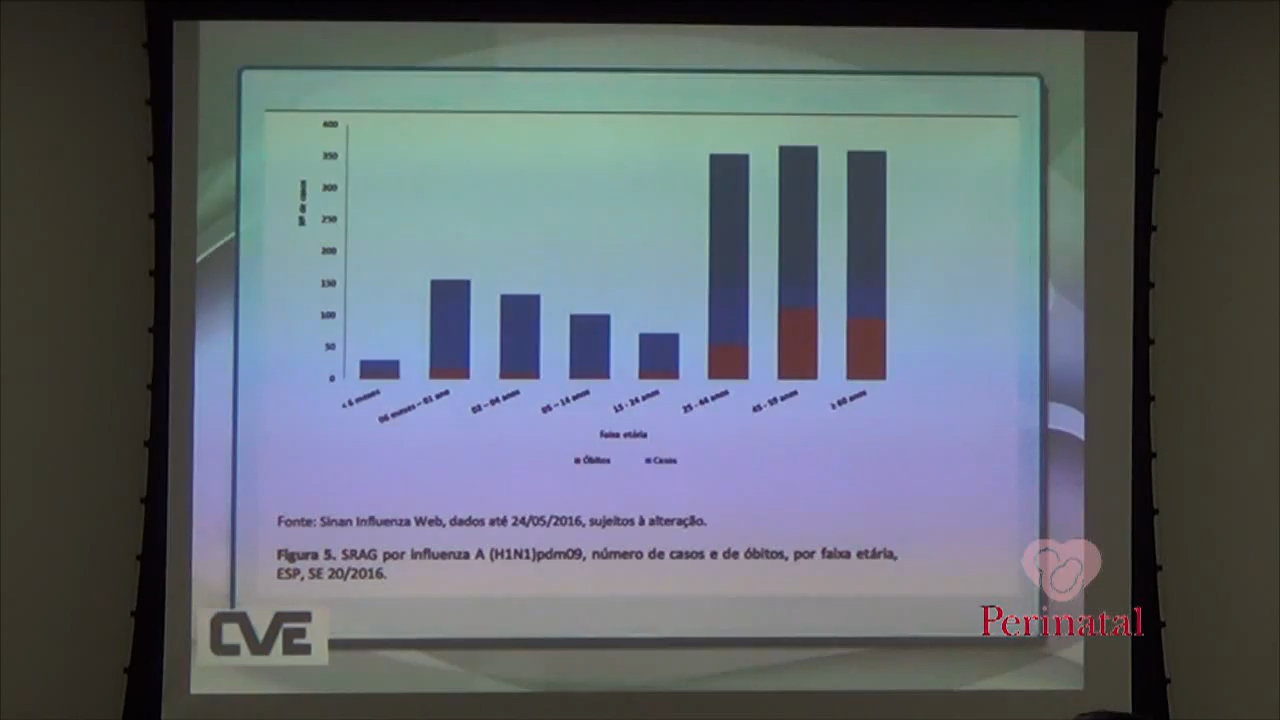 400
350
300
250
200
150
100
50
0
Nº de casos
< 6 meses
06 meses – 01 ano
02 – 04 anos
05 – 14 anos
15 - 24 anos
25 - 44 anos
45 - 59 anos
≥ 60 anos
Faixa etária
Óbitos Casos
Fonte: Sinan Influenza Web, dados até 24/05/2016, sujeitos à alteração.
Figura 5. SRAG por influenza A (H1N1)pdm09, número de casos e de óbitos, por faixa etária,
ESP, SE 20/2016.
CVE
Perinatal